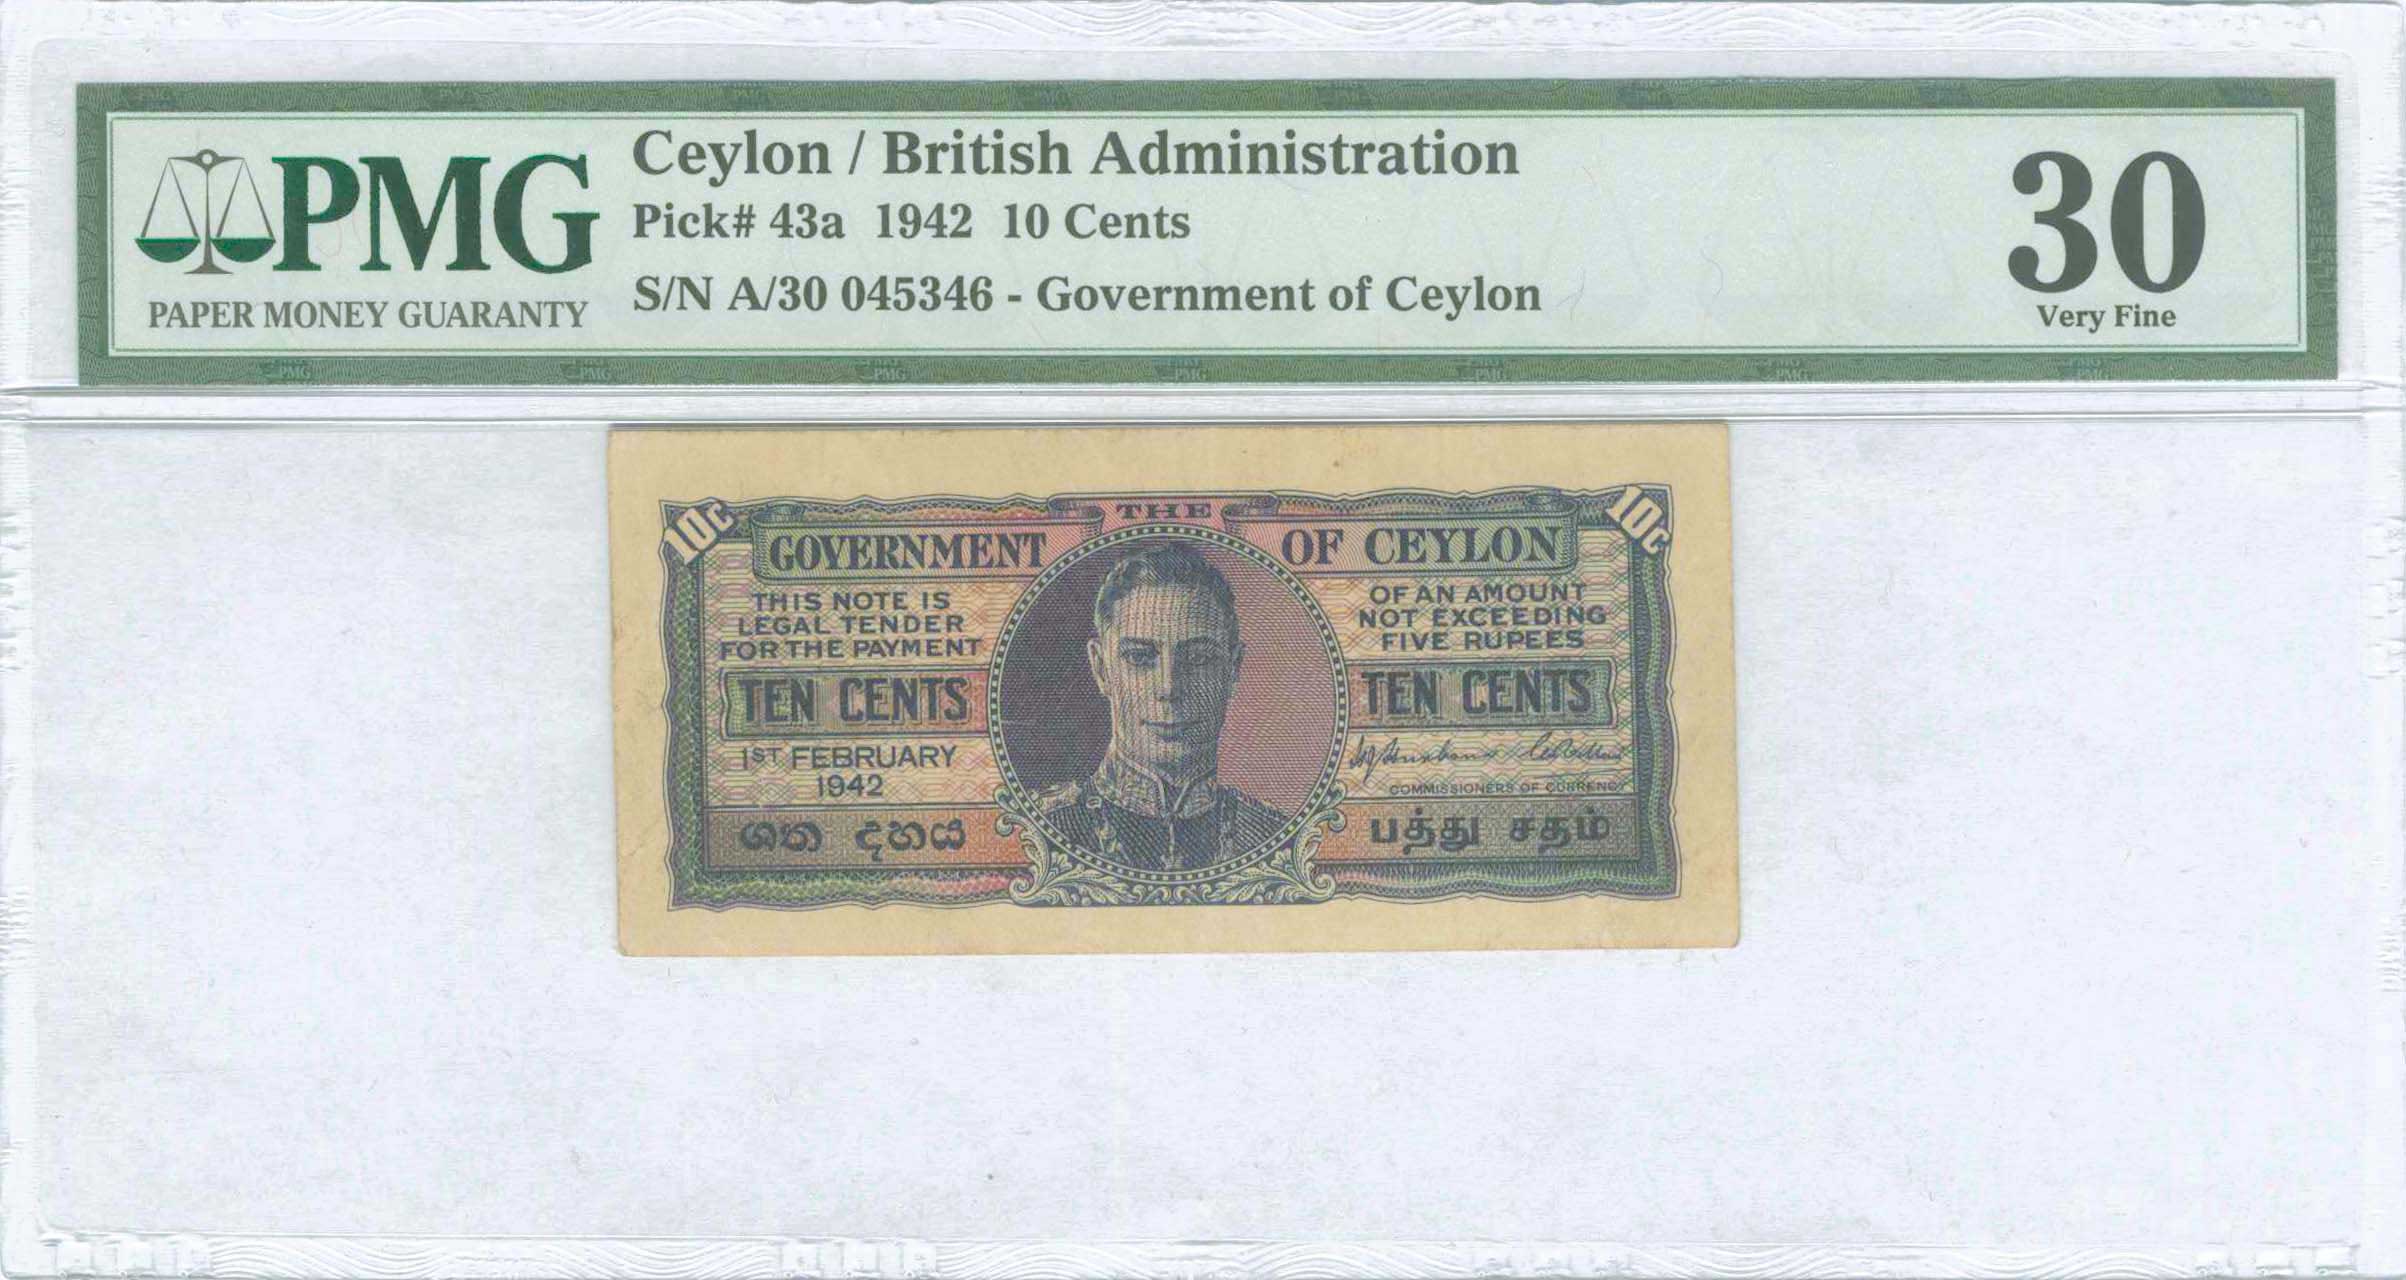 PMG
PAPER MONEY GUARANTY
Ceylon / British Administration
Pick# 43a 1942 10 Cents
S/N A/30 045346 - Government of Ceylon
30
Very Fine
10c
10c
THE
GOVERNMENT OF CEYLON
THIS NOTE IS
LEGAL TENDER
FOR THE PAYMENT
TEN CENTS
1ST FEBRUARY
1942
ශත දහය
OF AN AMOUNT
NOT EXCEEDING
FIVE RUPEES
TEN CENTS
COMMISSIONERS OF CURRENCY
பத்து சதம்